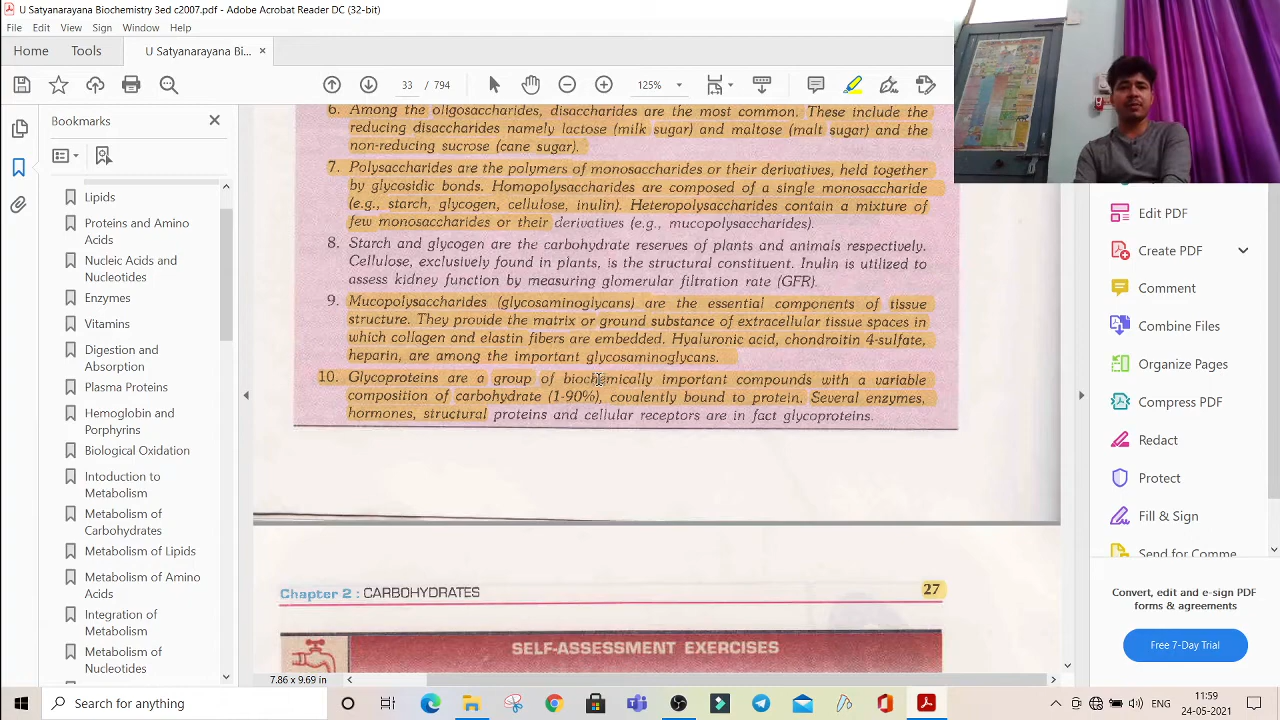 U Satyanarayana Biochemistry 3ed c2007.pdf - Adobe Acrobat Reader DC (32-bit)
File Edit View Sign Window Help
Home Tools U Satyanarayana Bi... ×
33 / 794 125%
Bookmarks
Lipids
Proteins and Amino
Acids
Nucleic Acids and
Nucleotides
Enzymes
Vitamins
Digestion and
Absorption
Plasma Proteins
Hemoglobin and
Porphyrins
Biological Oxidation
Intoduction to
Metabolism
Metabolism of
Carbohydrates
Metabolism of Lipids
Metabolism of Amino
Acids
Integration of
Metabolism
Metabolism of
Nucleotides
6. Among the oligosaccharides, disaccharides are the most common. These include the
reducing disaccharides namely lactose (milk sugar) and maltose (malt sugar) and the
non-reducing sucrose (cane sugar).
7. Polysaccharides are the polymers of monosaccharides or their derivatives, held together
by glycosidic bonds. Homopolysaccharides are composed of a single monosaccharide
(e.g., starch, glycogen, cellulose, inulin). Heteropolysaccharides contain a mixture of
few monosaccharides or their derivatives (e.g., mucopolysaccharides).
8. Starch and glycogen are the carbohydrate reserves of plants and animals respectively.
Cellulose, exclusively found in plants, is the structural constituent. Inulin is utilized to
assess kidney function by measuring glomerular filtration rate (GFR).
9. Mucopolysaccharides (glycosaminoglycans) are the essential components of tissue
structure. They provide the matrix or ground substance of extracellular tissue spaces in
which collagen and elastin fibers are embedded. Hyaluronic acid, chondroitin 4-sulfate,
heparin, are among the important glycosaminoglycans.
10. Glycoproteins are a group of biochemically important compounds with a variable
composition of carbohydrate (1-90%), covalently bound to protein. Several enzymes,
hormones, structural proteins and cellular receptors are in fact glycoproteins.
Chapter 2 : CARBOHYDRATES 27
SELF-ASSESSMENT EXERCISES
7.86 x 9.69 in
Edit PDF
Create PDF
Comment
Combine Files
Organize Pages
Compress PDF
Redact
Protect
Fill & Sign
Send for Comme
Convert, edit and e-sign PDF
forms & agreements
Free 7-Day Trial
Search for anything
ENG
11:59
24-05-2021